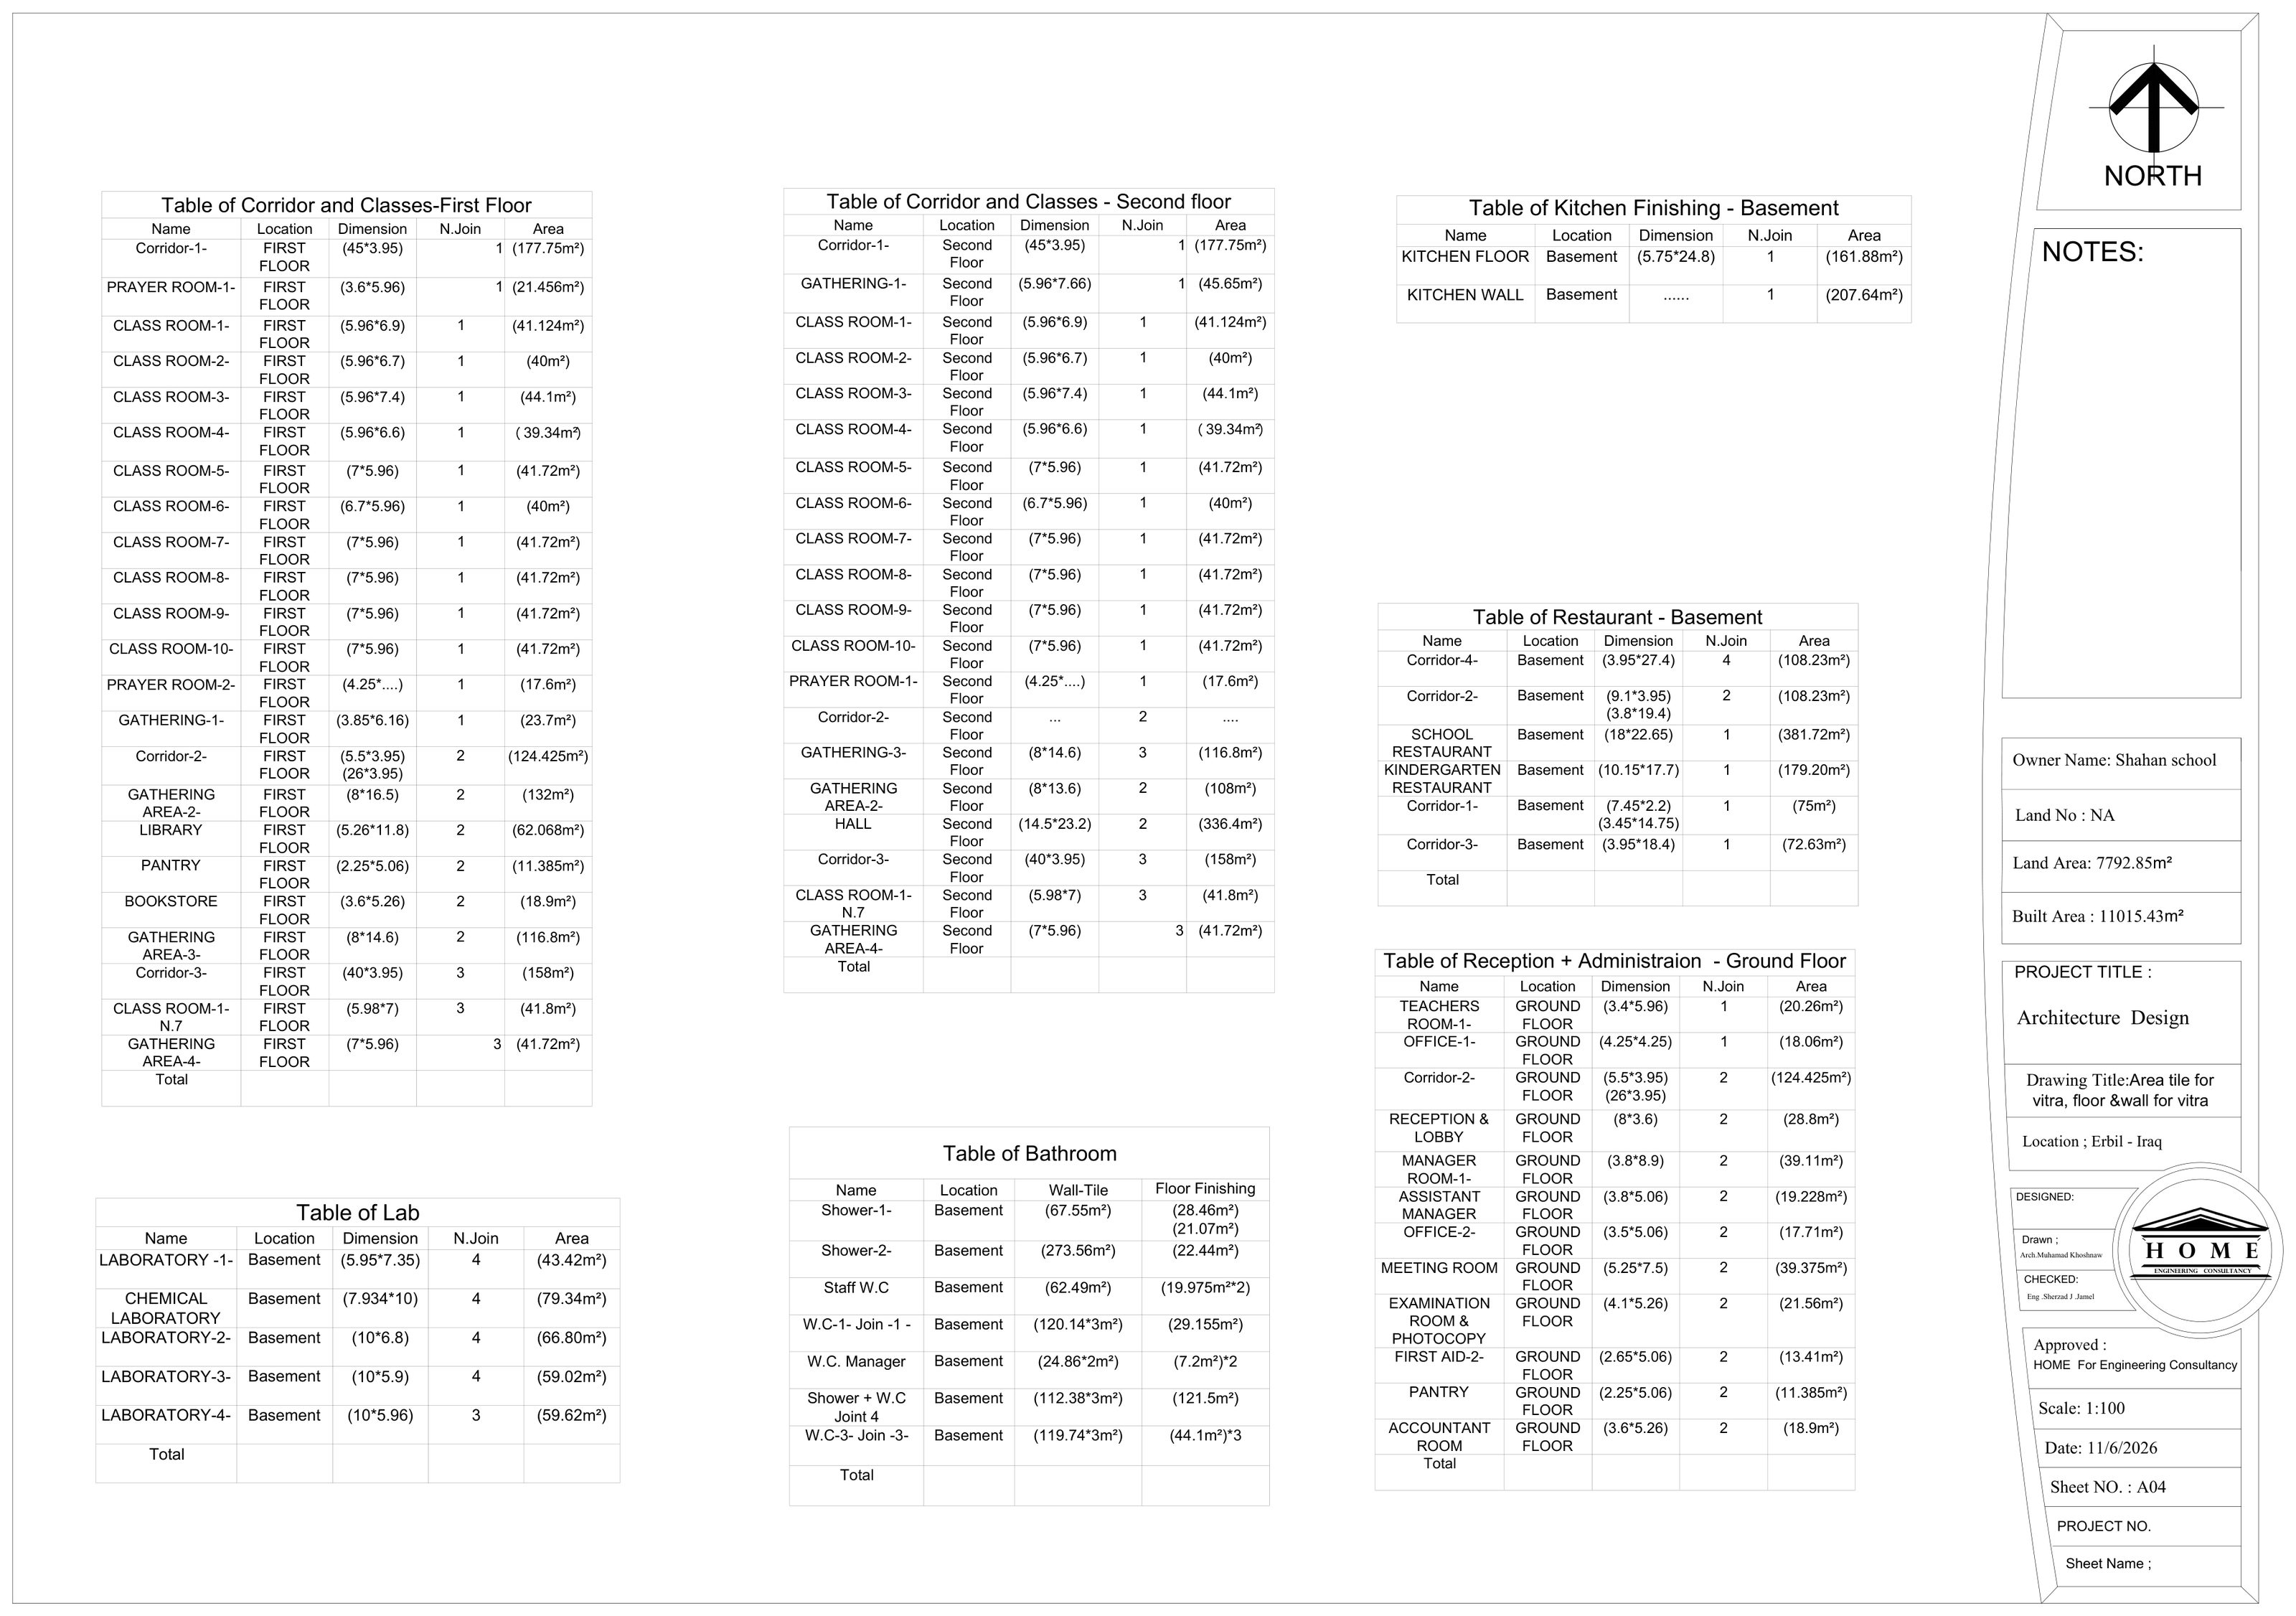 Table of Corridor and Classes-First Floor
Name Location Dimension N.Join Area
Corridor-1- FIRST FLOOR (45*3.95) 1 (177.75m²)
PRAYER ROOM-1- FIRST FLOOR (3.6*5.96) 1 (21.456m²)
CLASS ROOM-1- FIRST FLOOR (5.96*6.9) 1 (41.124m²)
CLASS ROOM-2- FIRST FLOOR (5.96*6.7) 1 (40m²)
CLASS ROOM-3- FIRST FLOOR (5.96*7.4) 1 (44.1m²)
CLASS ROOM-4- FIRST FLOOR (5.96*6.6) 1 ( 39.34m²)
CLASS ROOM-5- FIRST FLOOR (7*5.96) 1 (41.72m²)
CLASS ROOM-6- FIRST FLOOR (6.7*5.96) 1 (40m²)
CLASS ROOM-7- FIRST FLOOR (7*5.96) 1 (41.72m²)
CLASS ROOM-8- FIRST FLOOR (7*5.96) 1 (41.72m²)
CLASS ROOM-9- FIRST FLOOR (7*5.96) 1 (41.72m²)
CLASS ROOM-10- FIRST FLOOR (7*5.96) 1 (41.72m²)
PRAYER ROOM-2- FIRST FLOOR (4.25*....) 1 (17.6m²)
GATHERING-1- FIRST FLOOR (3.85*6.16) 1 (23.7m²)
Corridor-2- FIRST FLOOR (5.5*3.95) (26*3.95) 2 (124.425m²)
GATHERING AREA-2- FIRST FLOOR (8*16.5) 2 (132m²)
LIBRARY FIRST FLOOR (5.26*11.8) 2 (62.068m²)
PANTRY FIRST FLOOR (2.25*5.06) 2 (11.385m²)
BOOKSTORE FIRST FLOOR (3.6*5.26) 2 (18.9m²)
GATHERING AREA-3- FIRST FLOOR (8*14.6) 2 (116.8m²)
Corridor-3- FIRST FLOOR (40*3.95) 3 (158m²)
CLASS ROOM-1- N.7 FIRST FLOOR (5.98*7) 3 (41.8m²)
GATHERING AREA-4- FIRST FLOOR (7*5.96) 3 (41.72m²)
Total
Table of Lab
Name Location Dimension N.Join Area
LABORATORY -1- Basement (5.95*7.35) 4 (43.42m²)
CHEMICAL LABORATORY Basement (7.934*10) 4 (79.34m²)
LABORATORY-2- Basement (10*6.8) 4 (66.80m²)
LABORATORY-3- Basement (10*5.9) 4 (59.02m²)
LABORATORY-4- Basement (10*5.96) 3 (59.62m²)
Total
Table of Corridor and Classes - Second floor
Name Location Dimension N.Join Area
Corridor-1- Second Floor (45*3.95) 1 (177.75m²)
GATHERING-1- Second Floor (5.96*7.66) 1 (45.65m²)
CLASS ROOM-1- Second Floor (5.96*6.9) 1 (41.124m²)
CLASS ROOM-2- Second Floor (5.96*6.7) 1 (40m²)
CLASS ROOM-3- Second Floor (5.96*7.4) 1 (44.1m²)
CLASS ROOM-4- Second Floor (5.96*6.6) 1 ( 39.34m²)
CLASS ROOM-5- Second Floor (7*5.96) 1 (41.72m²)
CLASS ROOM-6- Second Floor (6.7*5.96) 1 (40m²)
CLASS ROOM-7- Second Floor (7*5.96) 1 (41.72m²)
CLASS ROOM-8- Second Floor (7*5.96) 1 (41.72m²)
CLASS ROOM-9- Second Floor (7*5.96) 1 (41.72m²)
CLASS ROOM-10- Second Floor (7*5.96) 1 (41.72m²)
PRAYER ROOM-1- Second Floor (4.25*....) 1 (17.6m²)
Corridor-2- Second Floor ... 2 ....
GATHERING-3- Second Floor (8*14.6) 3 (116.8m²)
GATHERING AREA-2- Second Floor (8*13.6) 2 (108m²)
HALL Second Floor (14.5*23.2) 2 (336.4m²)
Corridor-3- Second Floor (40*3.95) 3 (158m²)
CLASS ROOM-1- N.7 Second Floor (5.98*7) 3 (41.8m²)
GATHERING AREA-4- Second Floor (7*5.96) 3 (41.72m²)
Total
Table of Bathroom
Name Location Wall-Tile Floor Finishing
Shower-1- Basement (67.55m²) (28.46m²) (21.07m²)
Shower-2- Basement (273.56m²) (22.44m²)
Staff W.C Basement (62.49m²) (19.975m²*2)
W.C-1- Join -1 - Basement (120.14*3m²) (29.155m²)
W.C. Manager Basement (24.86*2m²) (7.2m²)*2
Shower + W.C Joint 4 Basement (112.38*3m²) (121.5m²)
W.C-3- Join -3- Basement (119.74*3m²) (44.1m²)*3
Total
Table of Kitchen Finishing - Basement
Name Location Dimension N.Join Area
KITCHEN FLOOR Basement (5.75*24.8) 1 (161.88m²)
KITCHEN WALL Basement ...... 1 (207.64m²)
Table of Restaurant - Basement
Name Location Dimension N.Join Area
Corridor-4- Basement (3.95*27.4) 4 (108.23m²)
Corridor-2- Basement (9.1*3.95) (3.8*19.4) 2 (108.23m²)
SCHOOL RESTAURANT Basement (18*22.65) 1 (381.72m²)
KINDERGARTEN RESTAURANT Basement (10.15*17.7) 1 (179.20m²)
Corridor-1- Basement (7.45*2.2) (3.45*14.75) 1 (75m²)
Corridor-3- Basement (3.95*18.4) 1 (72.63m²)
Total
Table of Reception + Administraion - Ground Floor
Name Location Dimension N.Join Area
TEACHERS ROOM-1- GROUND FLOOR (3.4*5.96) 1 (20.26m²)
OFFICE-1- GROUND FLOOR (4.25*4.25) 1 (18.06m²)
Corridor-2- GROUND FLOOR (5.5*3.95) (26*3.95) 2 (124.425m²)
RECEPTION & LOBBY GROUND FLOOR (8*3.6) 2 (28.8m²)
MANAGER ROOM-1- GROUND FLOOR (3.8*8.9) 2 (39.11m²)
ASSISTANT MANAGER GROUND FLOOR (3.8*5.06) 2 (19.228m²)
OFFICE-2- GROUND FLOOR (3.5*5.06) 2 (17.71m²)
MEETING ROOM GROUND FLOOR (5.25*7.5) 2 (39.375m²)
EXAMINATION ROOM & PHOTOCOPY GROUND FLOOR (4.1*5.26) 2 (21.56m²)
FIRST AID-2- GROUND FLOOR (2.65*5.06) 2 (13.41m²)
PANTRY GROUND FLOOR (2.25*5.06) 2 (11.385m²)
ACCOUNTANT ROOM GROUND FLOOR (3.6*5.26) 2 (18.9m²)
Total
NORTH
NOTES:
Owner Name: Shahan school
Land No : NA
Land Area: 7792.85m²
Built Area : 11015.43m²
PROJECT TITLE :
Architecture Design
Drawing Title:Area tile for
vitra, floor &wall for vitra
Location ; Erbil - Iraq
DESIGNED:
Drawn ;
Arch.Muhamad Khoshnaw
CHECKED:
Eng .Sherzad J .Jamel
HOME
ENGINEERING CONSULTANCY
Approved :
HOME For Engineering Consultancy
Scale: 1:100
Date: 11/6/2026
Sheet NO. : A04
PROJECT NO.
Sheet Name ;